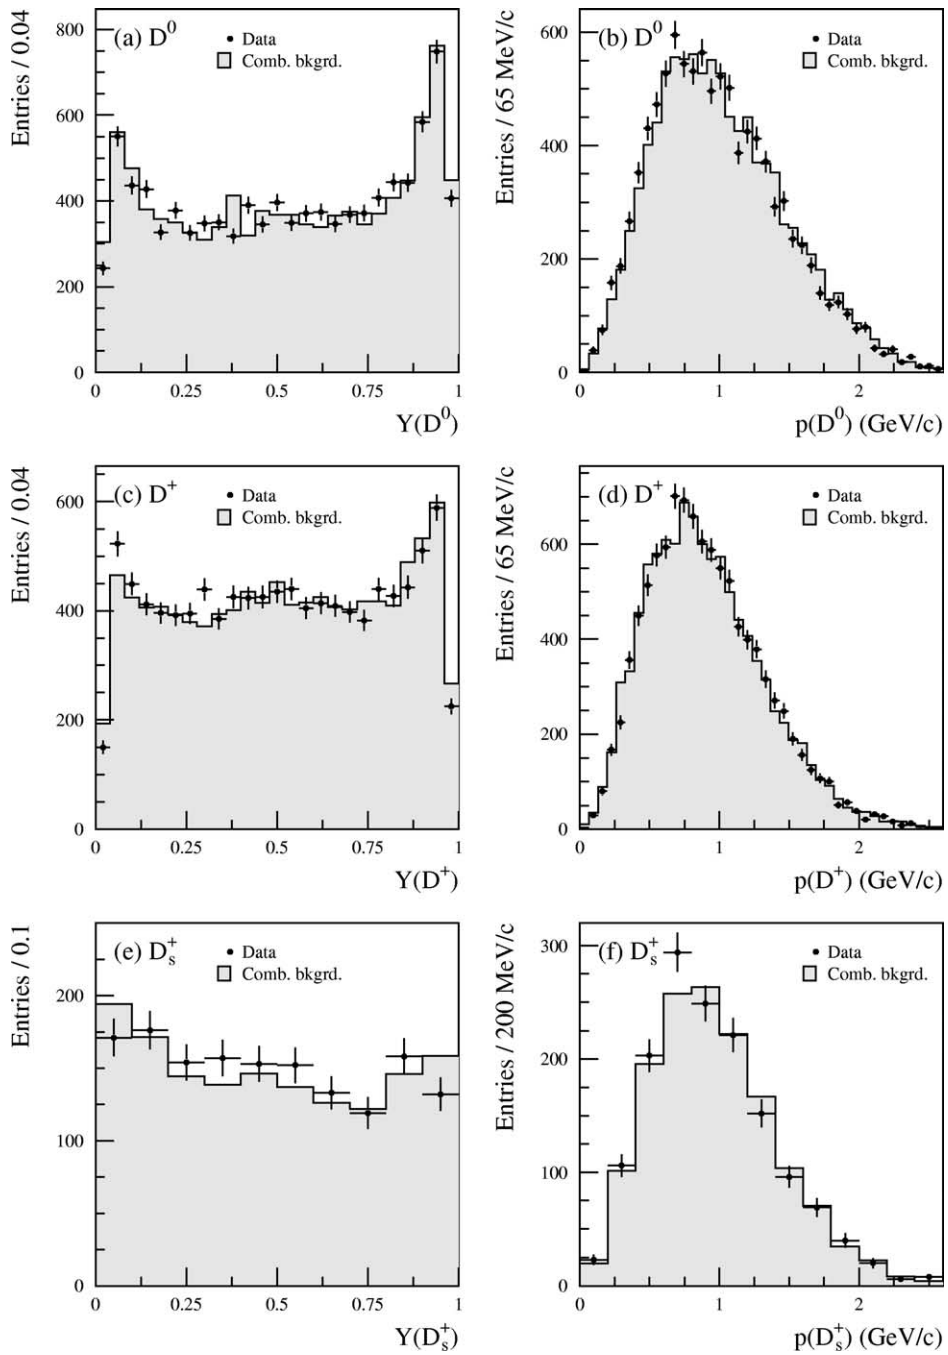 Entries / 0.04
800
600
400
200
0
(a) D⁰
Data
Comb. bkgrd.
0 0.25 0.5 0.75 1
Y(D⁰)
Entries / 65 MeV/c
600
400
200
0
(b) D⁰
Data
Comb. bkgrd.
0 1 2
p(D⁰) (GeV/c)
Entries / 0.04
600
400
200
0
(c) D⁺
Data
Comb. bkgrd.
0 0.25 0.5 0.75 1
Y(D⁺)
Entries / 65 MeV/c
600
400
200
0
(d) D⁺
Data
Comb. bkgrd.
0 1 2
p(D⁺) (GeV/c)
Entries / 0.1
200
100
0
(e) Dₛ⁺
Data
Comb. bkgrd.
0 0.25 0.5 0.75 1
Y(Dₛ⁺)
Entries / 200 MeV/c
300
200
100
0
(f) Dₛ⁺
Data
Comb. bkgrd.
0 1 2
p(Dₛ⁺) (GeV/c)